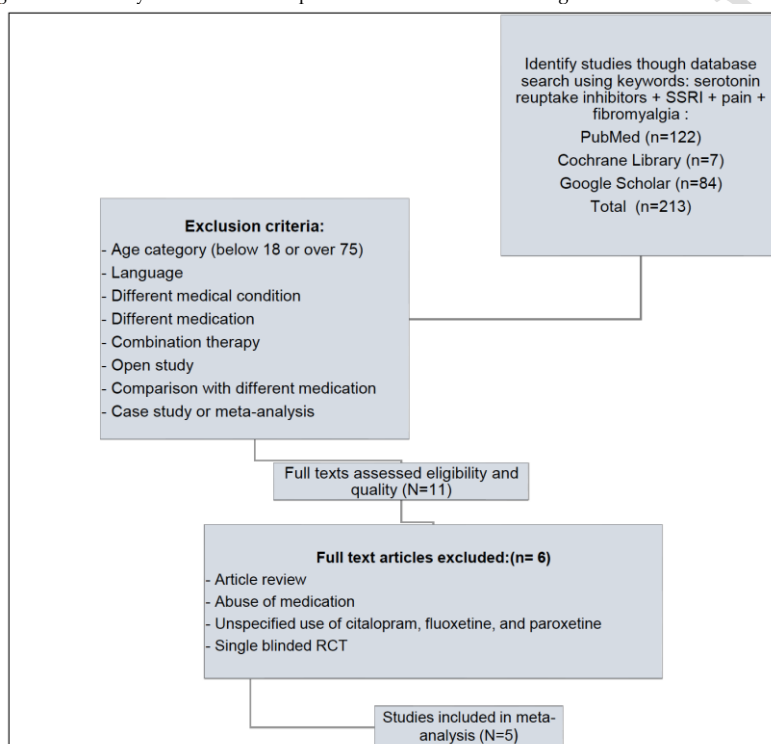 Identify studies though database
search using keywords: serotonin
reuptake inhibitors + SSRI + pain +
fibromyalgia :
PubMed (n=122)
Cochrane Library (n=7)
Google Scholar (n=84)
Total (n=213)
Exclusion criteria:
- Age category (below 18 or over 75)
- Language
- Different medical condition
- Different medication
- Combination therapy
- Open study
- Comparison with different medication
- Case study or meta-analysis
Full texts assessed eligibility and
quality (N=11)
Full text articles excluded:(n= 6)
- Article review
- Abuse of medication
- Unspecified use of citalopram, fluoxetine, and paroxetine
- Single blinded RCT
Studies included in meta-
analysis (N=5)